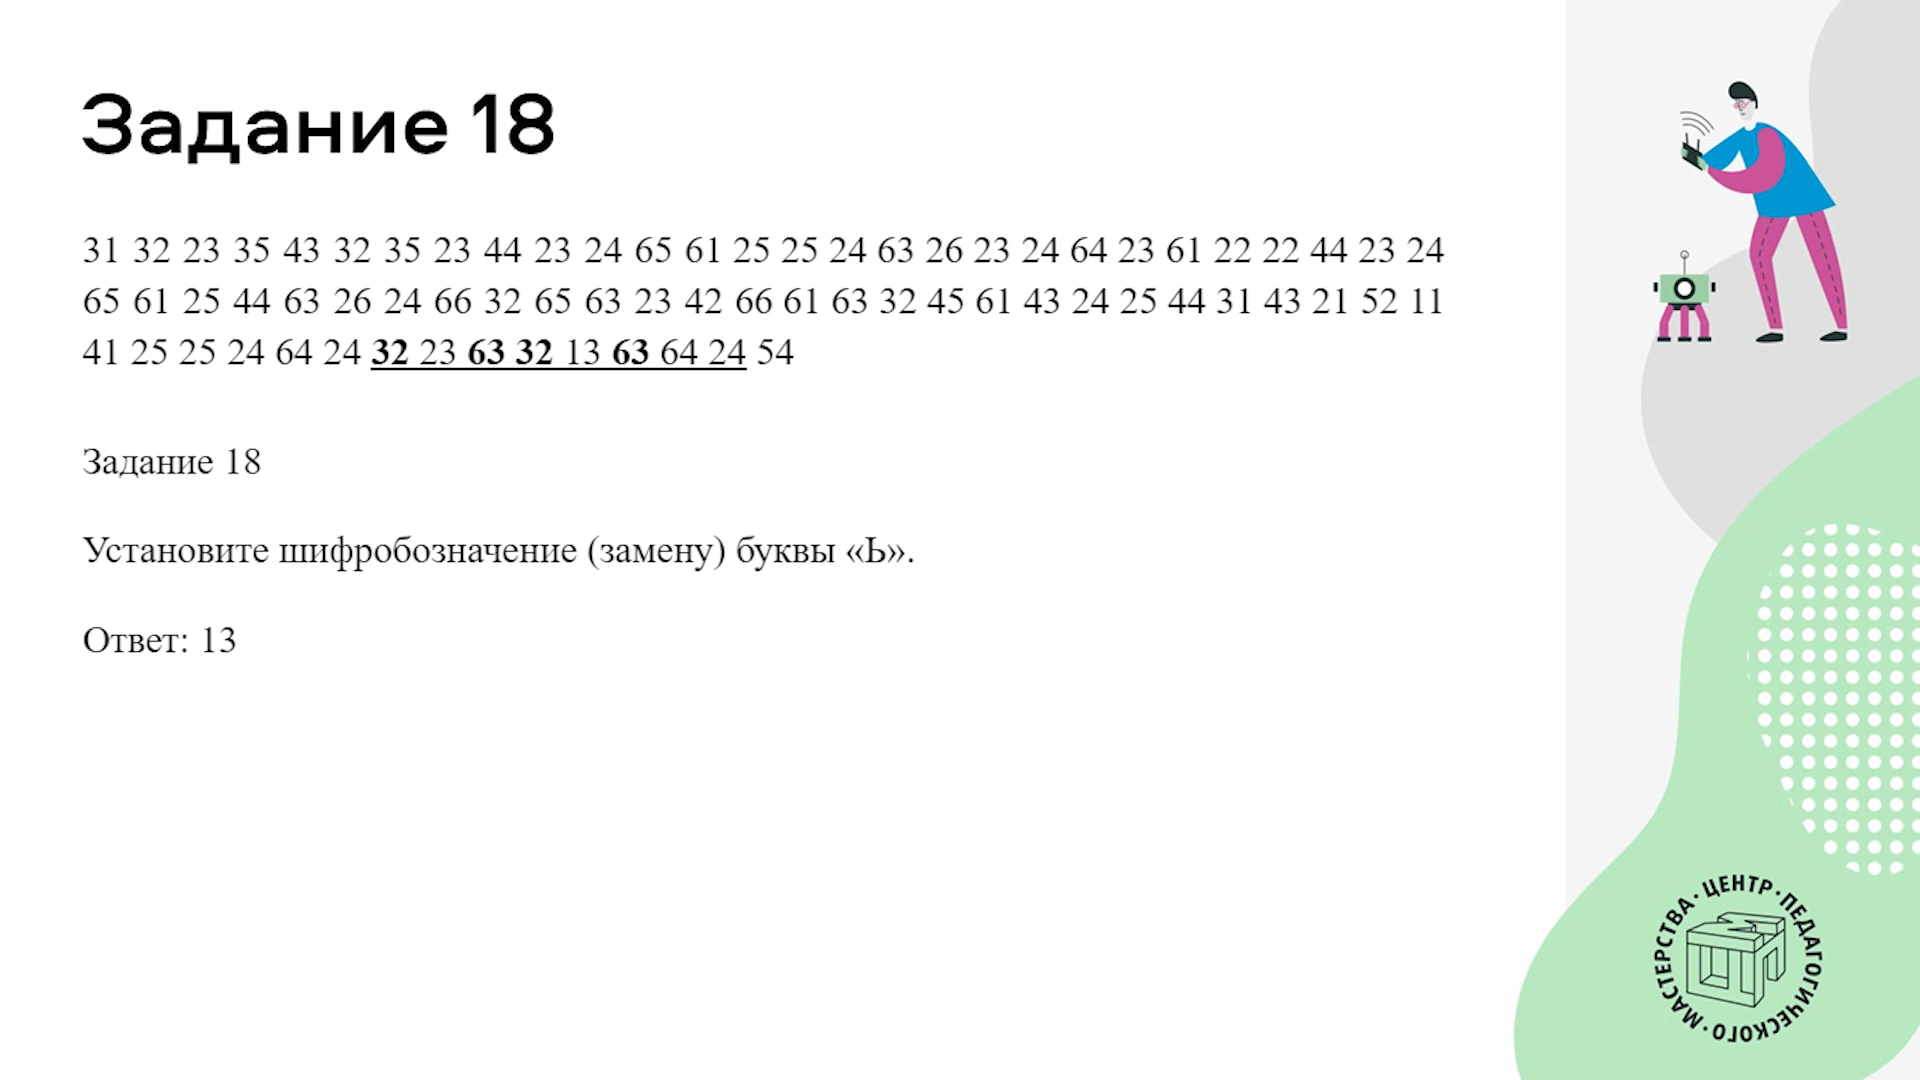 Задание 18
31 32 23 35 43 32 35 23 44 23 24 65 61 25 25 24 63 26 23 24 64 23 61 22 22 44 23 24
65 61 25 44 63 26 24 66 32 65 63 23 42 66 61 63 32 45 61 43 24 25 44 31 43 21 52 11
41 25 25 24 64 24 32 23 63 32 13 63 64 24 54
Задание 18
Установите шифробозначение (замену) буквы «Ь».
Ответ: 13
ЦЕНТР · ПЕДАГОГИЧЕСКОГО · МАСТЕРСТВА ·